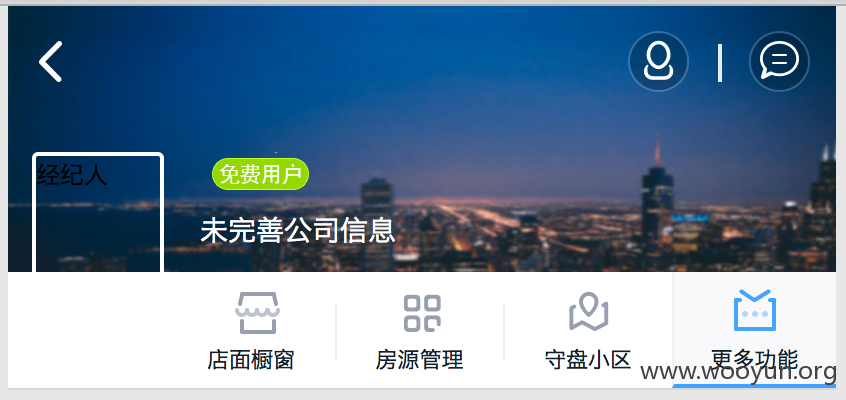 免费用户
经纪人
未完善公司信息
店面橱窗
房源管理
守盘小区
更多功能
www.wooyun.org